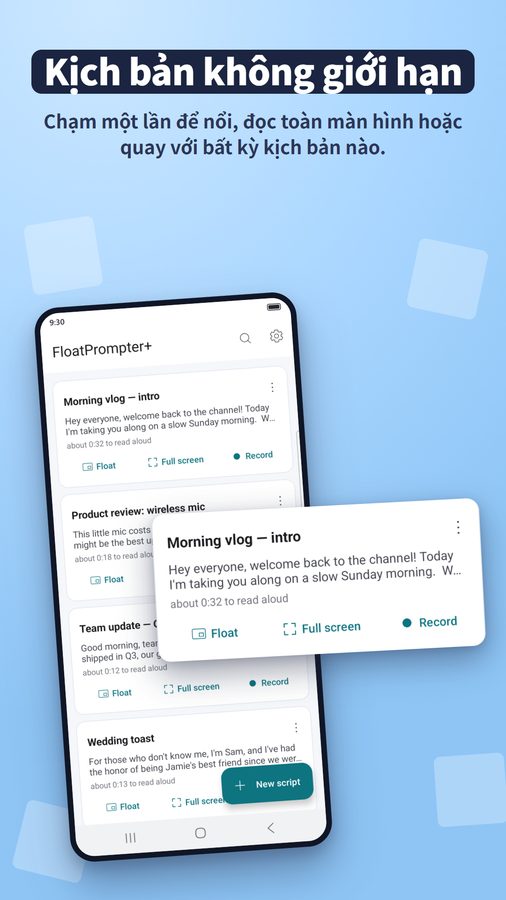 Kịch bản không giới hạn
Chạm một lần để nổi, đọc toàn màn hình hoặc
quay với bất kỳ kịch bản nào.
9:30
FloatPrompter+
Morning vlog — intro
Hey everyone, welcome back to the channel! Today
I'm taking you along on a slow Sunday morning. W...
about 0:32 to read aloud
Float
Full screen
Record
Product review: wireless mic
This little mic costs
might be the best
about 0:18 to read
Float
Morning vlog — intro
Hey everyone, welcome back to the channel! Today
I'm taking you along on a slow Sunday morning. W...
about 0:32 to read aloud
Float
Full screen
Record
Team update —
Good morning,
shipped in Q3, our
about 0:12 to read aloud
Float
Full screen
Record
Wedding toast
For those who don't know me, I'm Sam, and I've had
the honor of being Jamie's best friend since we wer...
about 0:13 to read aloud
Float
Full screen
New script